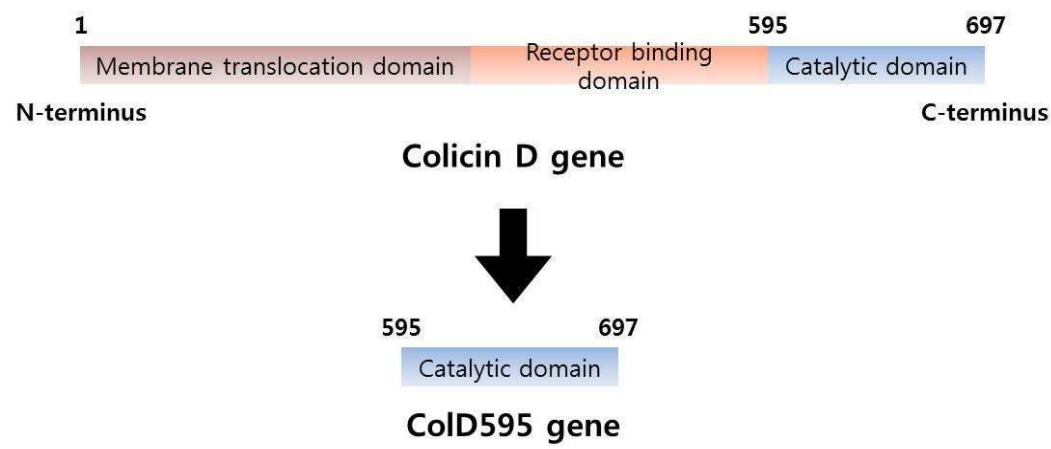 1 595 697
Membrane translocation domain Receptor binding Catalytic domain
domain
N-terminus C-terminus
Colicin D gene
595 697
Catalytic domain
ColD595 gene